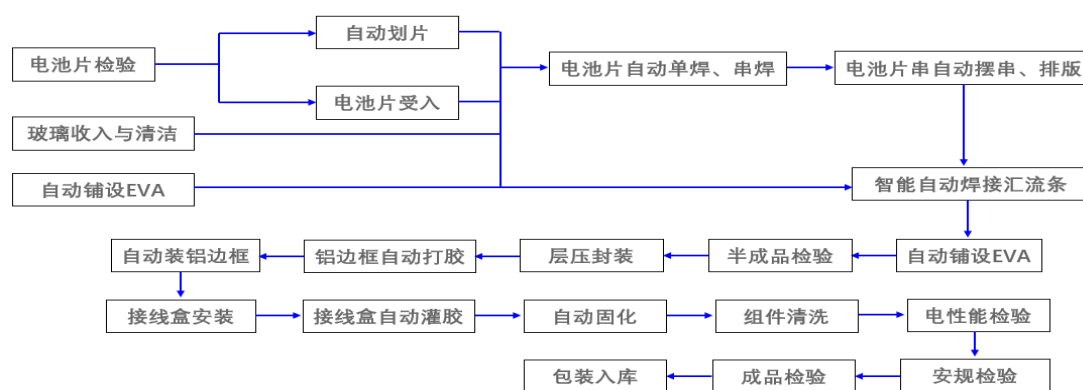 自动划片
电池片检验
电池片自动单焊、串焊
电池片串自动摆串、排版
电池片受入
玻璃收入与清洁
自动铺设EVA
智能自动焊接汇流条
自动装铝边框
铝边框自动打胶
层压封装
半成品检验
自动铺设EVA
接线盒安装
接线盒自动灌胶
自动固化
组件清洗
电性能检验
包装入库
成品检验
安规检验